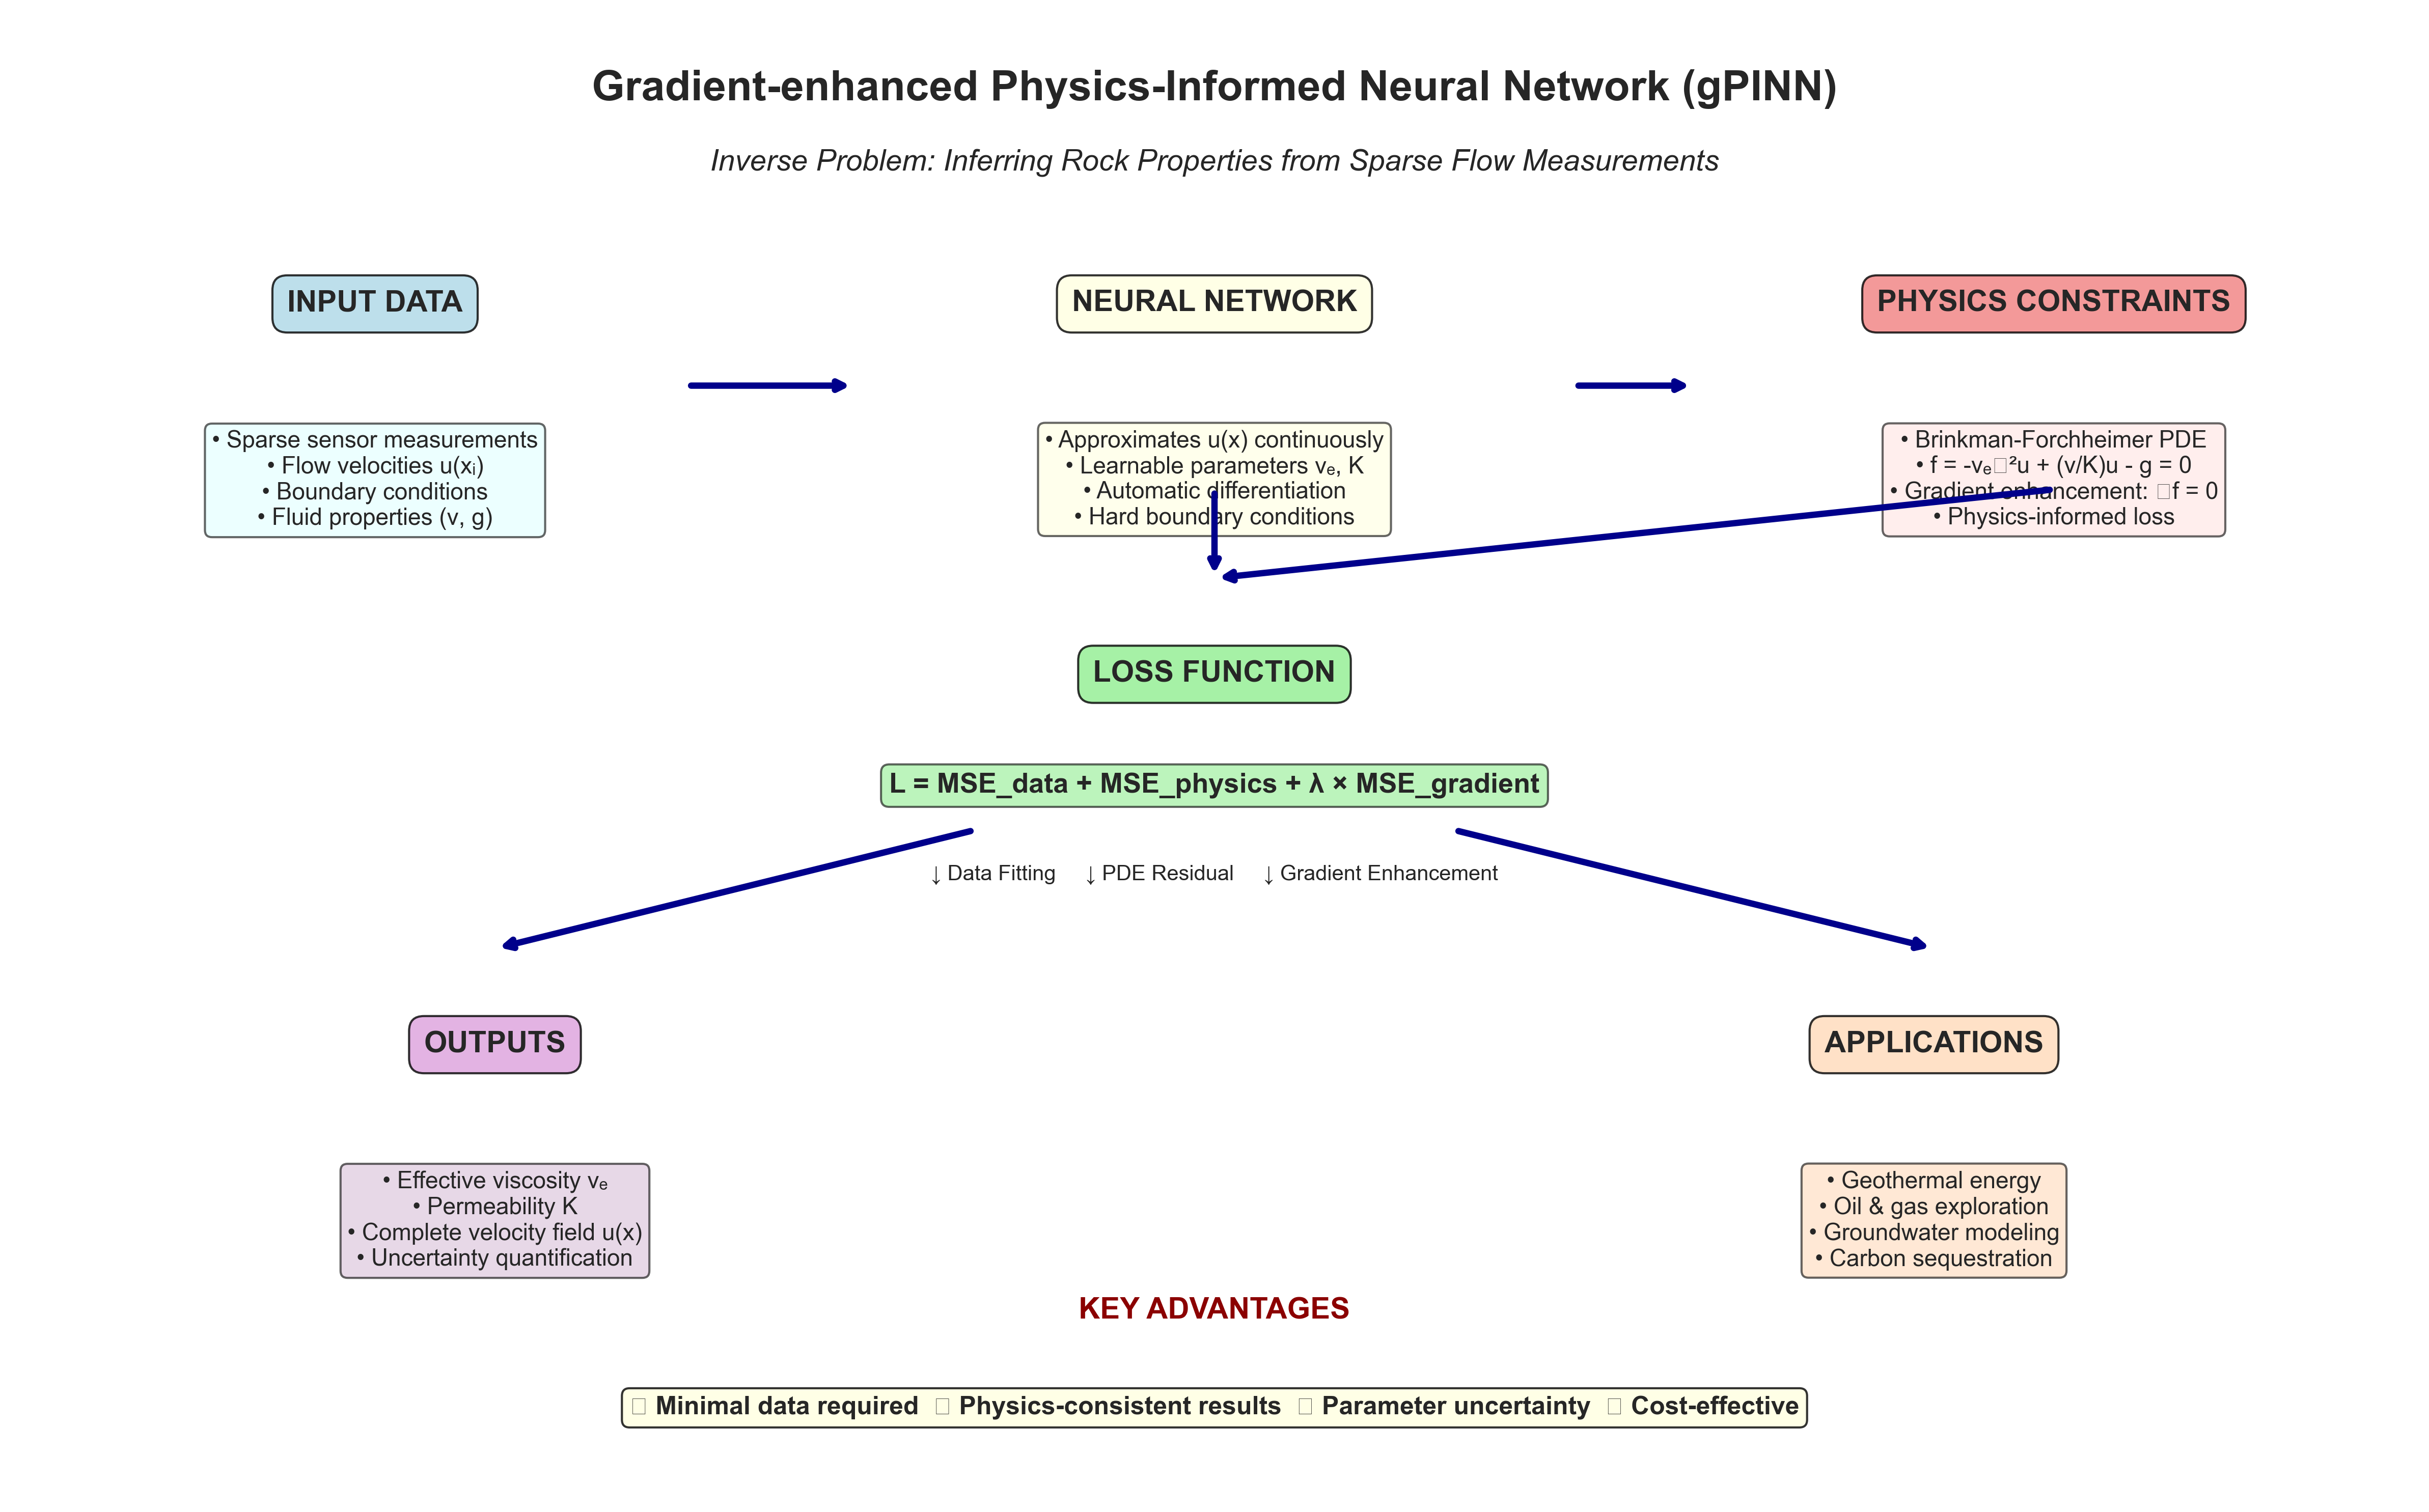 Gradient-enhanced Physics-Informed Neural Network (gPINN)
Inverse Problem: Inferring Rock Properties from Sparse Flow Measurements
INPUT DATA
• Sparse sensor measurements
• Flow velocities u(xᵢ)
• Boundary conditions
• Fluid properties (ν, g)
NEURAL NETWORK
• Approximates u(x) continuously
• Learnable parameters νₑ, K
• Automatic differentiation
• Hard boundary conditions
PHYSICS CONSTRAINTS
• Brinkman-Forchheimer PDE
• f = -νₑ□²u + (ν/K)u - g = 0
• Gradient enhancement: □f = 0
• Physics-informed loss
LOSS FUNCTION
L = MSE_data + MSE_physics + λ × MSE_gradient
↓ Data Fitting ↓ PDE Residual ↓ Gradient Enhancement
OUTPUTS
• Effective viscosity νₑ
• Permeability K
• Complete velocity field u(x)
• Uncertainty quantification
APPLICATIONS
• Geothermal energy
• Oil & gas exploration
• Groundwater modeling
• Carbon sequestration
KEY ADVANTAGES
□ Minimal data required □ Physics-consistent results □ Parameter uncertainty □ Cost-effective